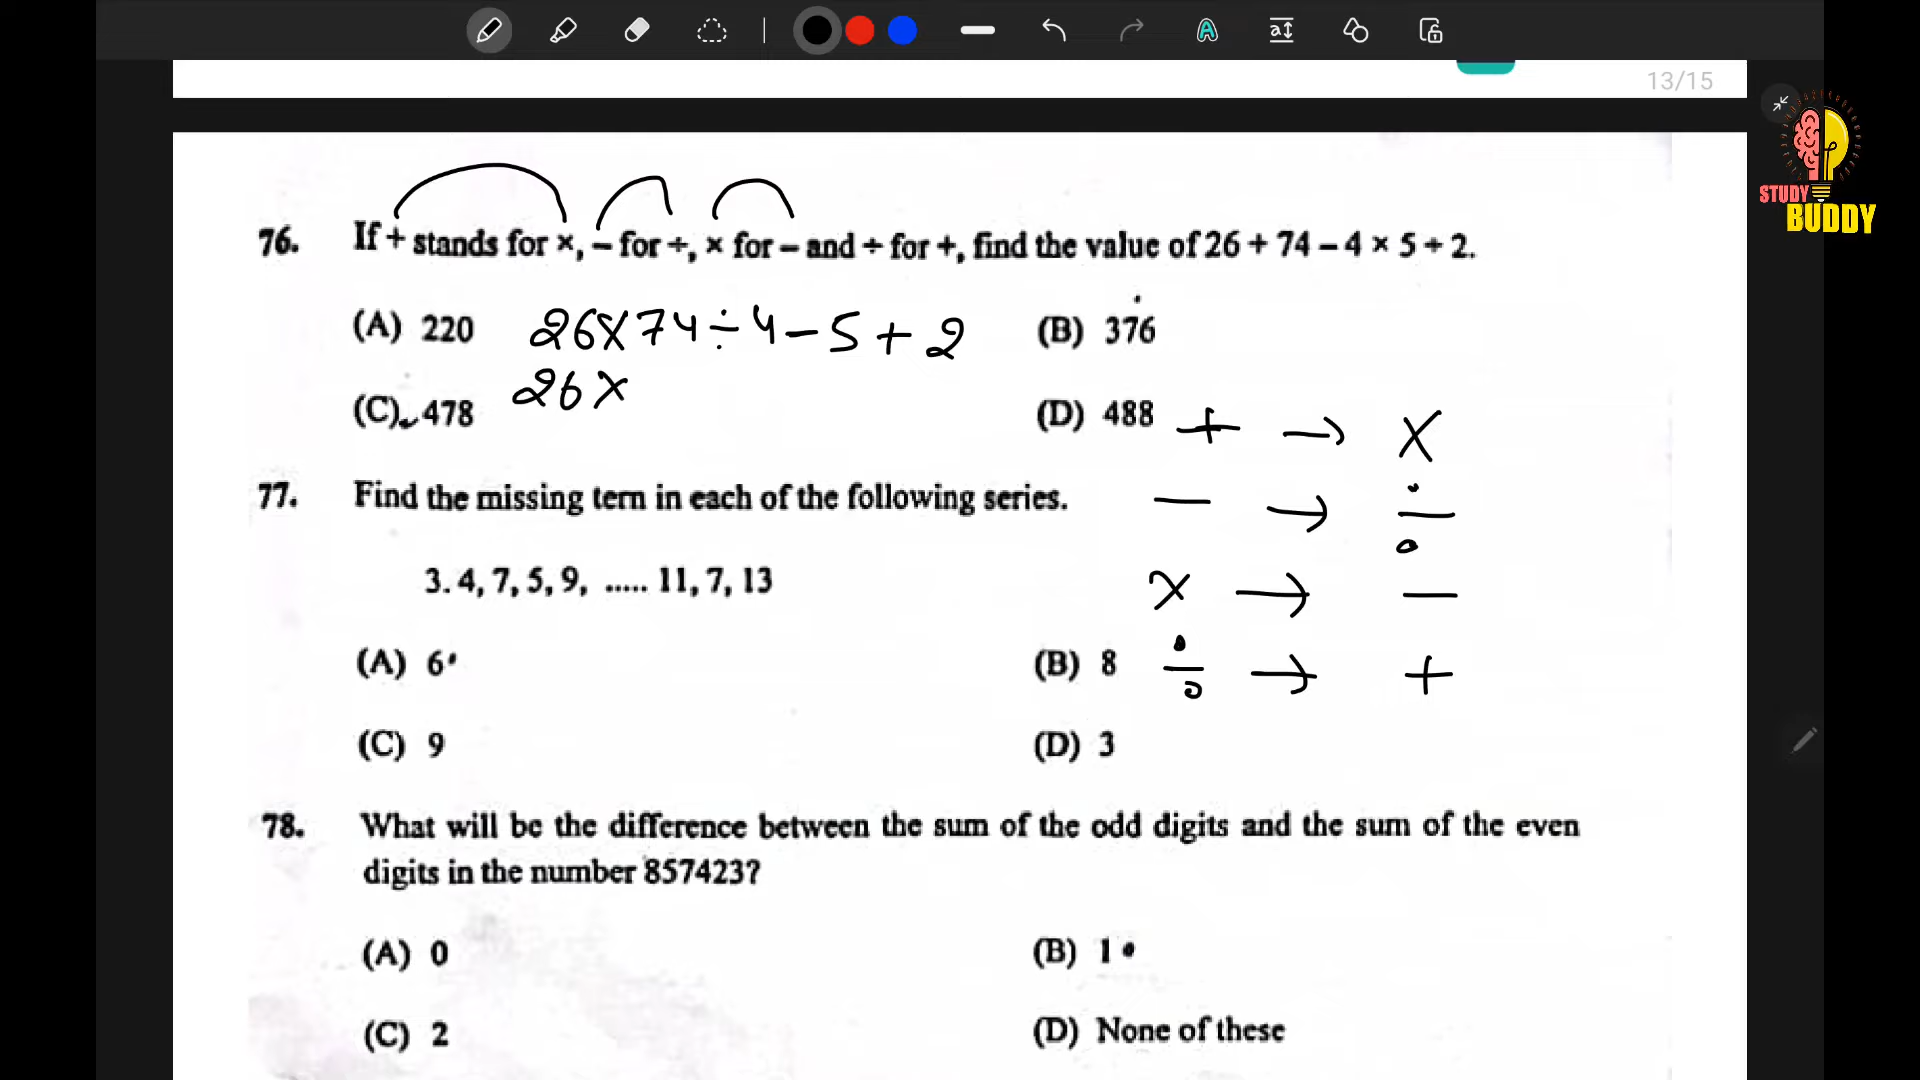 13/15
STUDY
BUDDY
76. If + stands for ×, – for ÷, × for – and ÷ for +, find the value of 26 + 74 – 4 × 5 ÷ 2.
(A) 220 26×74÷4–5+2 (B) 376
26×
(C) 478 (D) 488
+ → ×
– → ÷
× → –
÷ → +
77. Find the missing tern in each of the following series.
3. 4, 7, 5, 9, ..... 11, 7, 13
(A) 6 (B) 8
(C) 9 (D) 3
78. What will be the difference between the sum of the odd digits and the sum of the even
digits in the number 857423?
(A) 0 (B) 1
(C) 2 (D) None of these